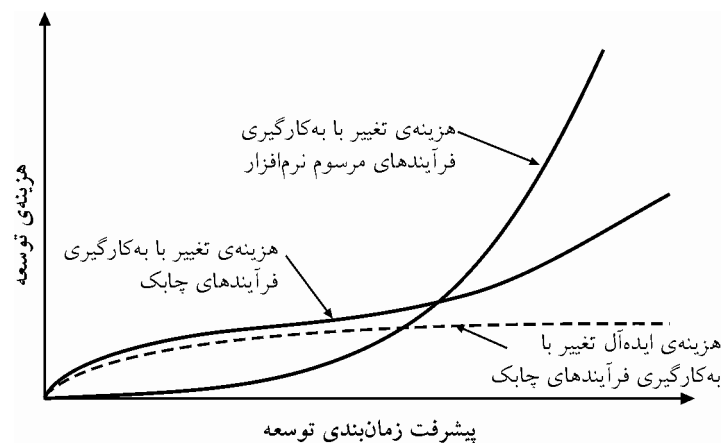 هزینه‌ی تغییر با به‌کارگیری
فرآیندهای مرسوم نرم‌افزار
هزینه‌ی توسعه
هزینه‌ی تغییر با به‌کارگیری
فرآیندهای چابک
هزینه‌ی ایده‌آل تغییر با
به‌کارگیری فرآیندهای چابک
پیشرفت زمان‌بندی توسعه